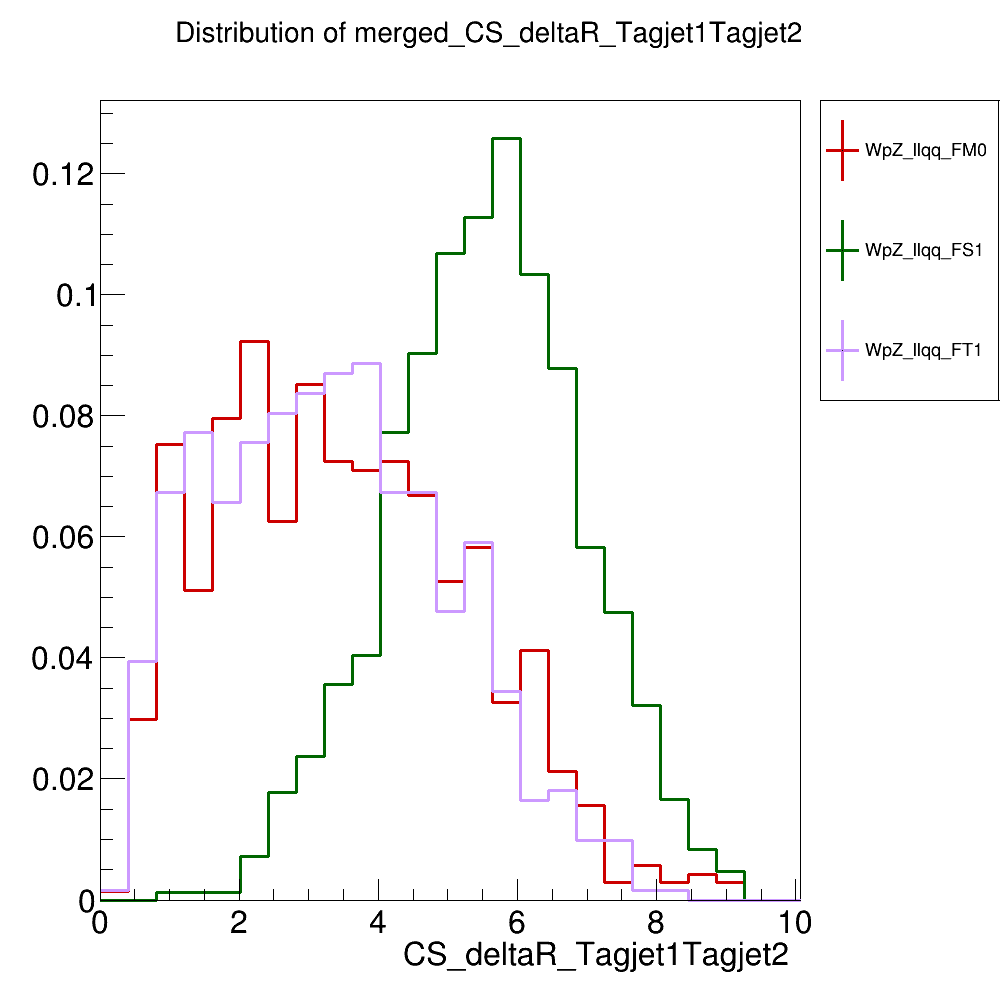 Distribution of merged_CS_deltaR_Tagjet1Tagjet2
WpZ_llqq_FM0
WpZ_llqq_FS1
WpZ_llqq_FT1
0.12
0.1
0.08
0.06
0.04
0.02
0
0 2 4 6 8 10
CS_deltaR_Tagjet1Tagjet2